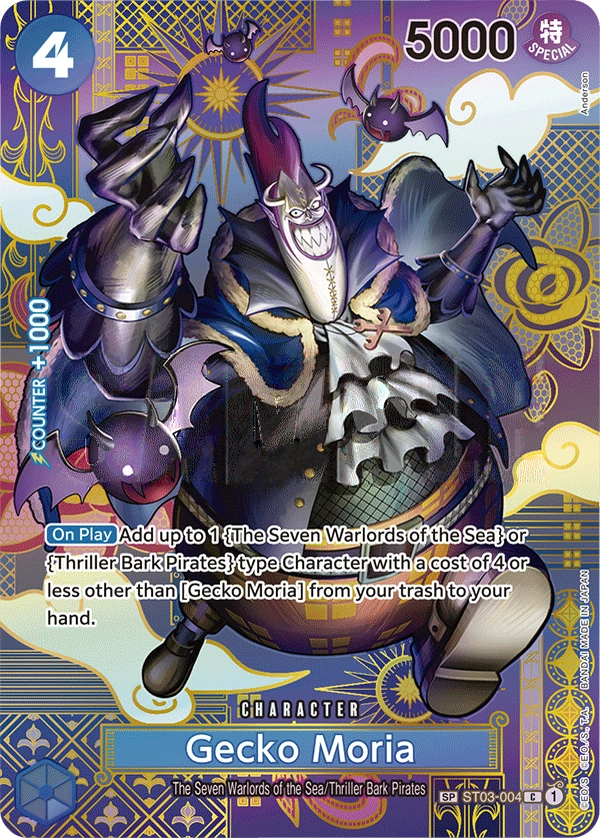 4
5000
特
SPECIAL
Anderson
COUNTER +1000
On Play Add up to 1 {The Seven Warlords of the Sea} or
{Thriller Bark Pirates} type Character with a cost of 4 or
less other than [Gecko Moria] from your trash to your
hand.
CHARACTER
Gecko Moria
The Seven Warlords of the Sea/Thriller Bark Pirates
SP ST03-004 C 1
©EO/S, ©E.O./S.,T.A. BANDAI MADE IN JAPAN